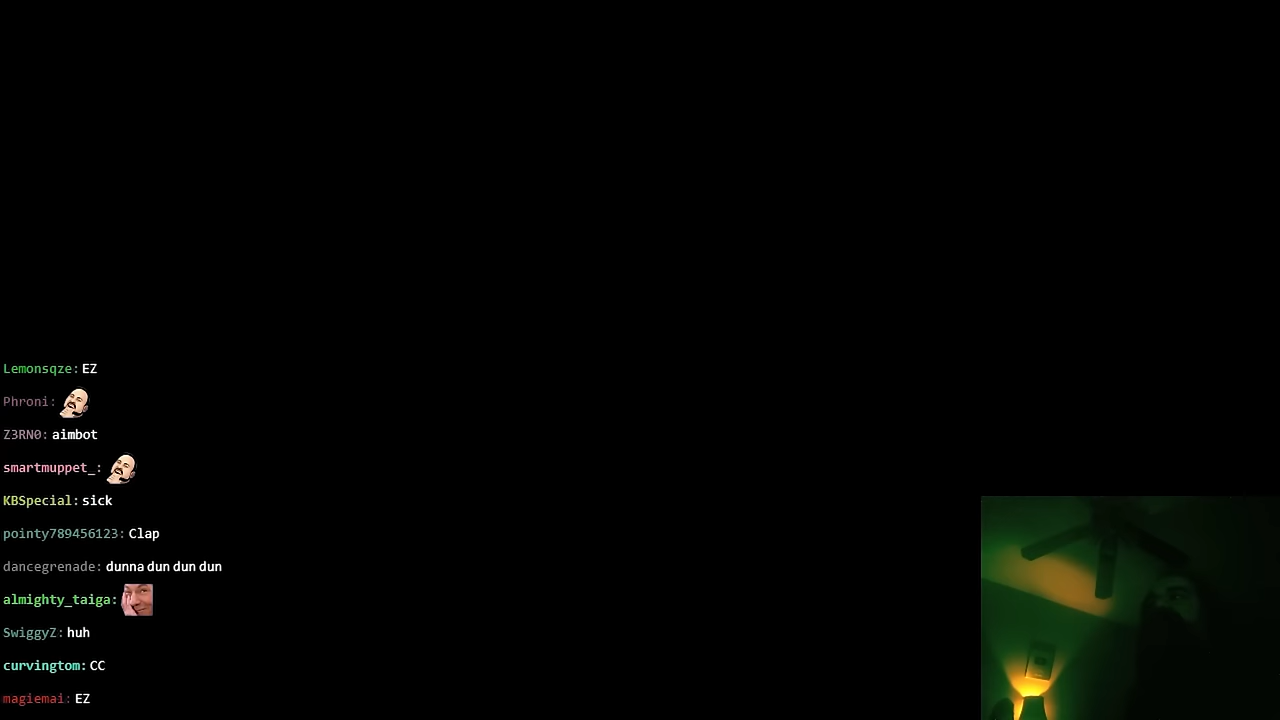 Lemonsqze: EZ
Phroni:
Z3RN0: aimbot
smartmuppet_:
KBSpecial: sick
pointy789456123: Clap
dancegrenade: dunna dun dun dun
almighty_taiga:
SwiggyZ: huh
curvingtom: CC
magiemai: EZ